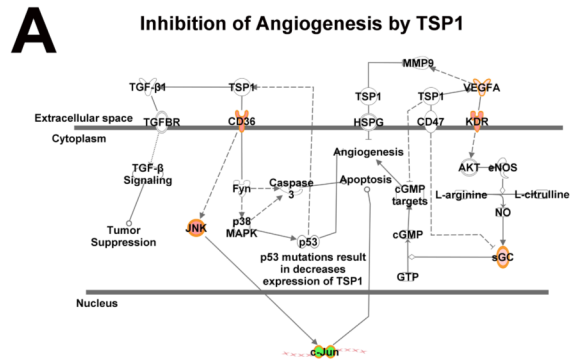 A
Inhibition of Angiogenesis by TSP1
MMP9
TGF-β1
TSP1
TSP1
TSP1
VEGFA
Extracellular space
TGFBR
CD36
HSPG
CD47
KDR
Cytoplasm
Angiogenesis
AKT
eNOS
TGF-β
Signaling
Fyn
Caspase
3
Apoptosis
cGMP
targets
L-arginine
L-citrulline
NO
Tumor
Suppression
JNK
p38
MAPK
p53
cGMP
p53 mutations result
in decreases
expression of TSP1
GTP
sGC
Nucleus
c-Jun